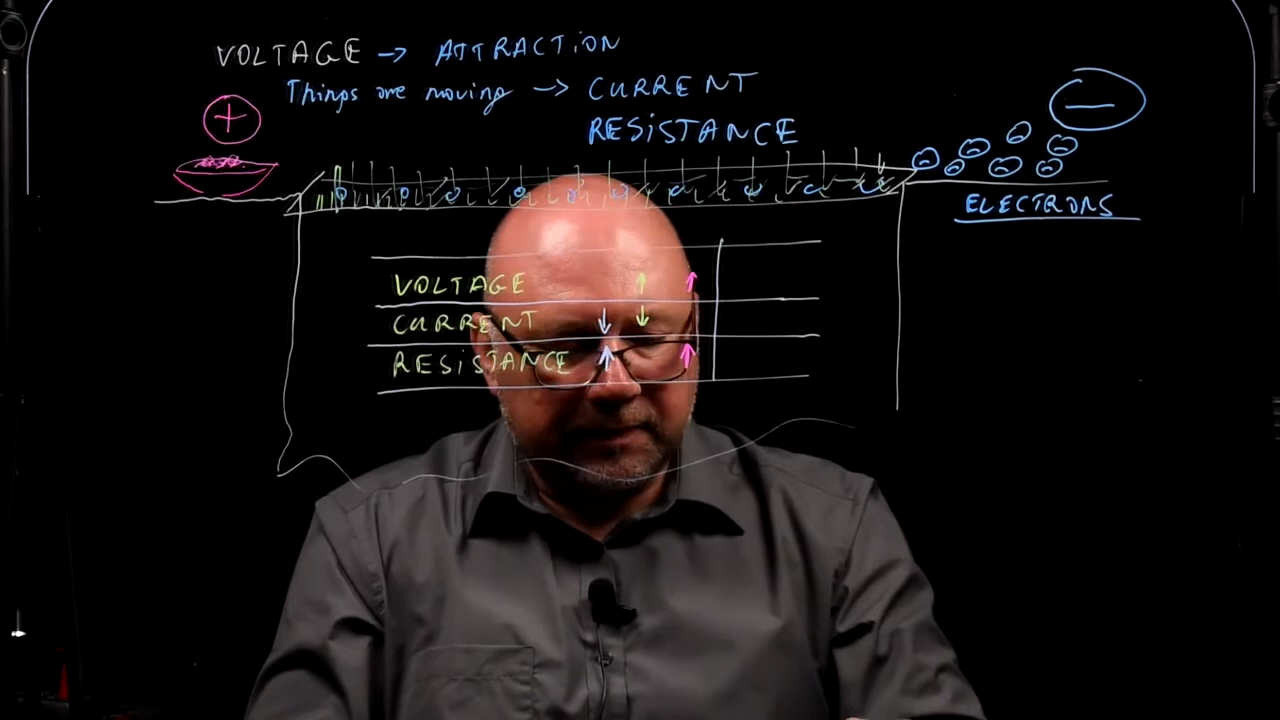 VOLTAGE → ATTRACTION
Things are moving → CURRENT
RESISTANCE
+
−
ELECTRONS
VOLTAGE ↑ ↑
CURRENT ↓ ↓
RESISTANCE ↑ ↑